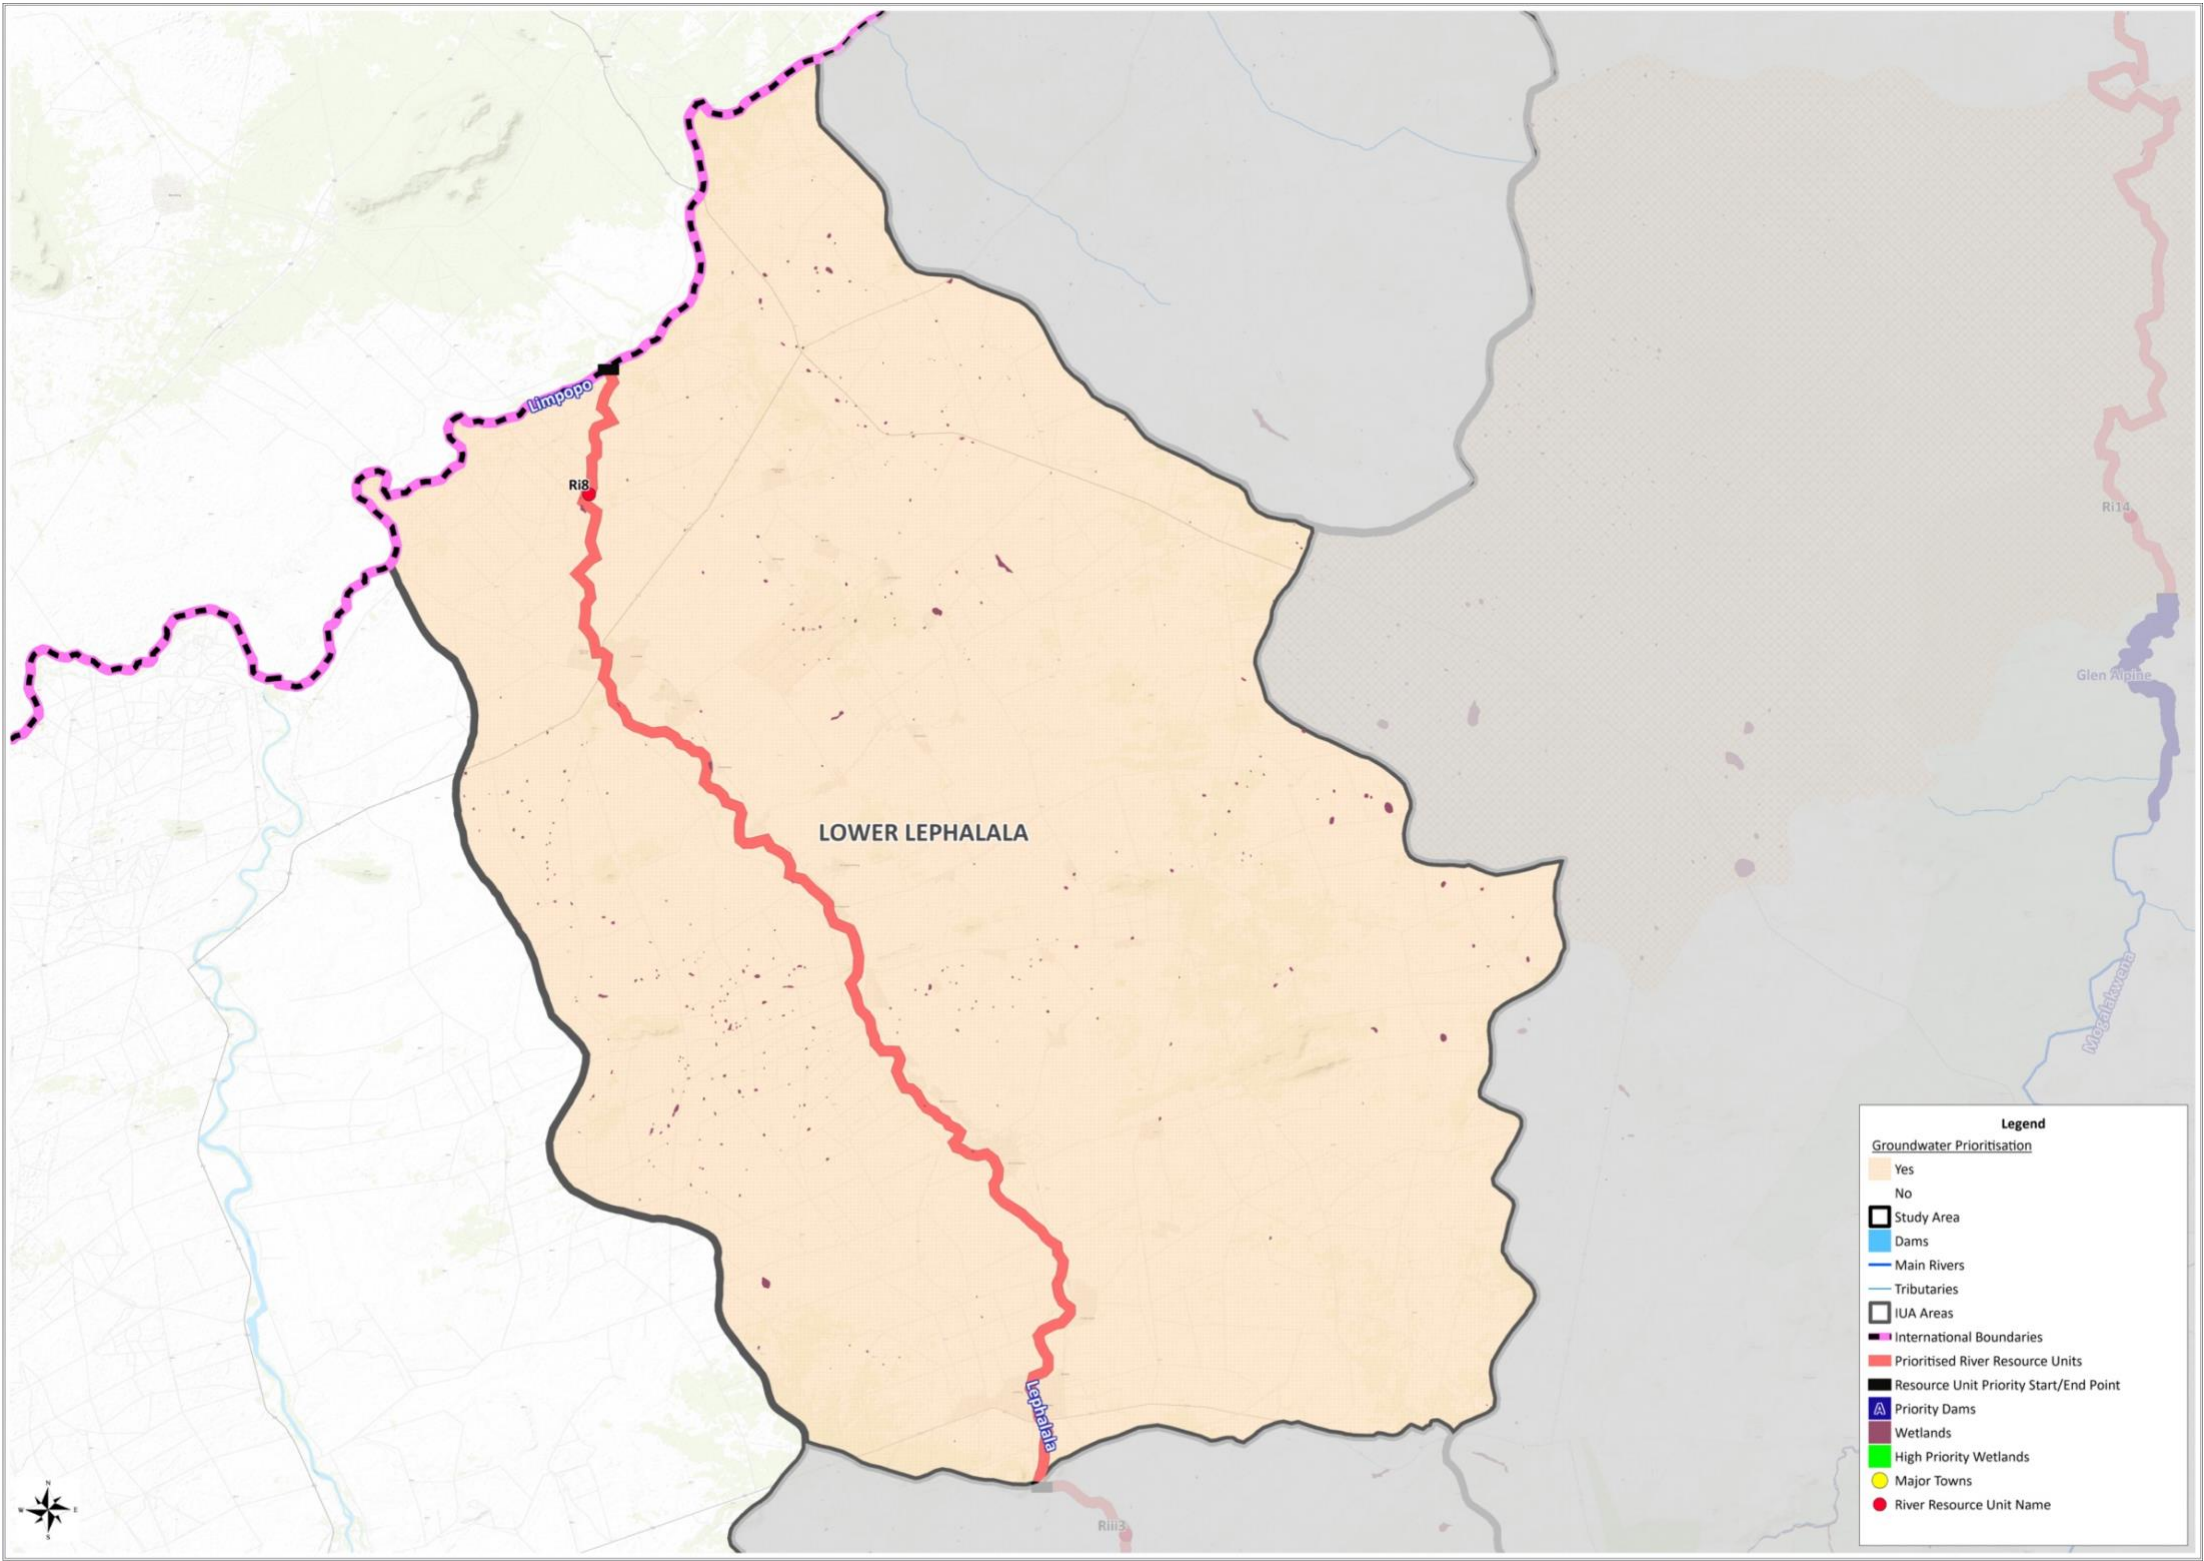 Limpopo
Ri8
Ri14
Glen Alpine
LOWER LEPHALALA
Mogalakwena
Lephalala
Riii3
Legend
Groundwater Prioritisation
Yes
No
Study Area
Dams
Main Rivers
Tributaries
IUA Areas
International Boundaries
Prioritised River Resource Units
Resource Unit Priority Start/End Point
A Priority Dams
Wetlands
High Priority Wetlands
Major Towns
River Resource Unit Name
N
W E
S